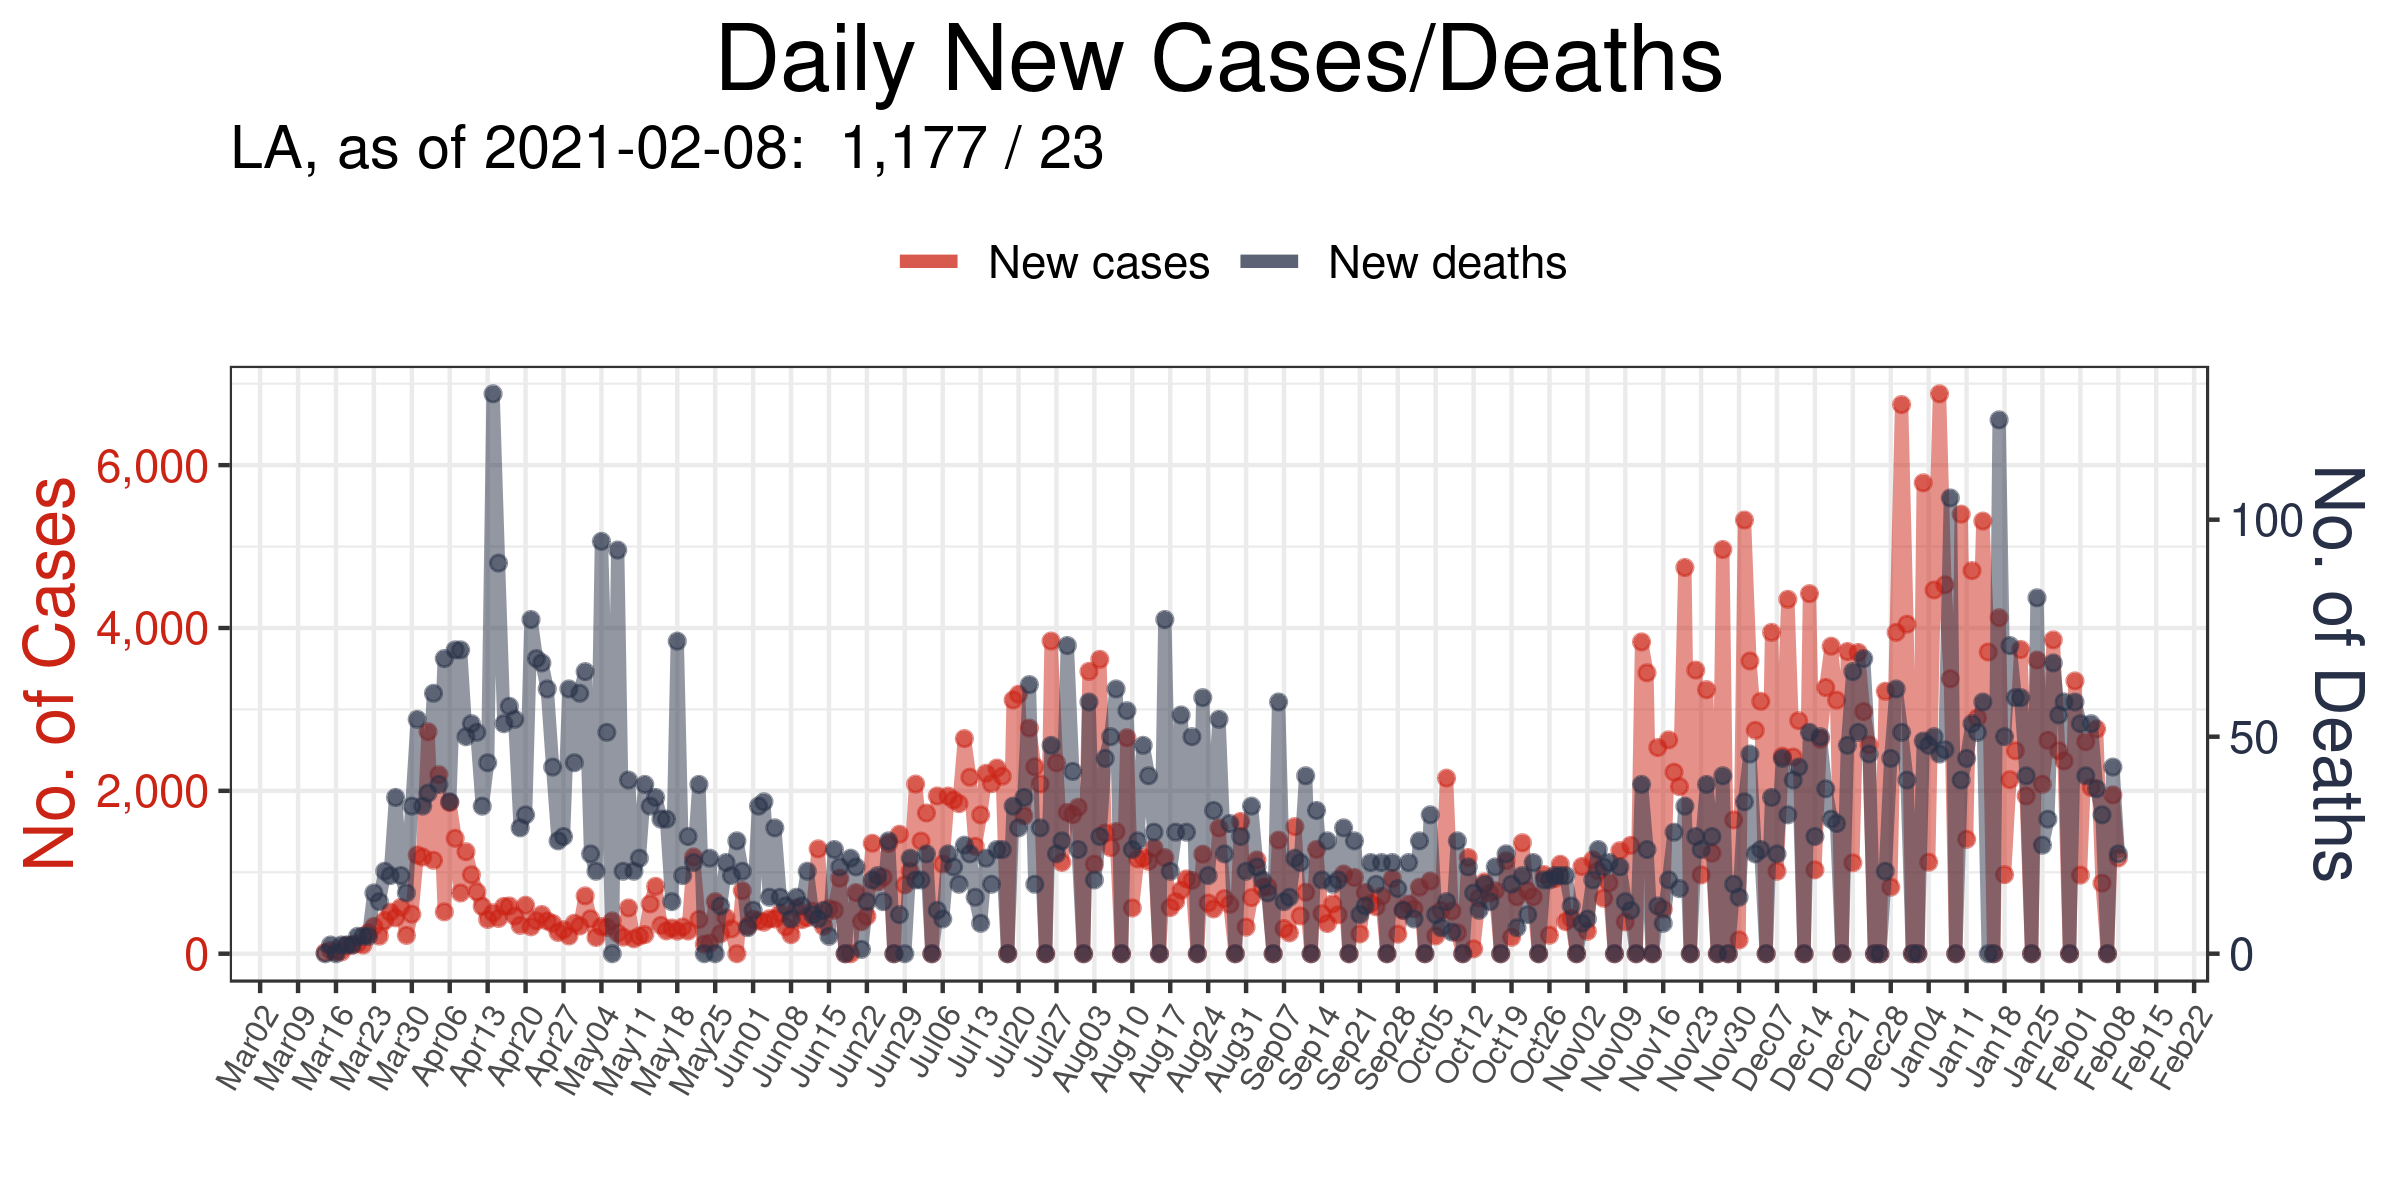 Daily New Cases/Deaths
LA, as of 2021-02-08:  1,177 / 23
New cases
New deaths
No. of Cases
6,000
4,000
2,000
0
100
50
0
No. of Deaths
Mar02
Mar09
Mar16
Mar23
Mar30
Apr06
Apr13
Apr20
Apr27
May04
May11
May18
May25
Jun01
Jun08
Jun15
Jun22
Jun29
Jul06
Jul13
Jul20
Jul27
Aug03
Aug10
Aug17
Aug24
Aug31
Sep07
Sep14
Sep21
Sep28
Oct05
Oct12
Oct19
Oct26
Nov02
Nov09
Nov16
Nov23
Nov30
Dec07
Dec14
Dec21
Dec28
Jan04
Jan11
Jan18
Jan25
Feb01
Feb08
Feb15
Feb22